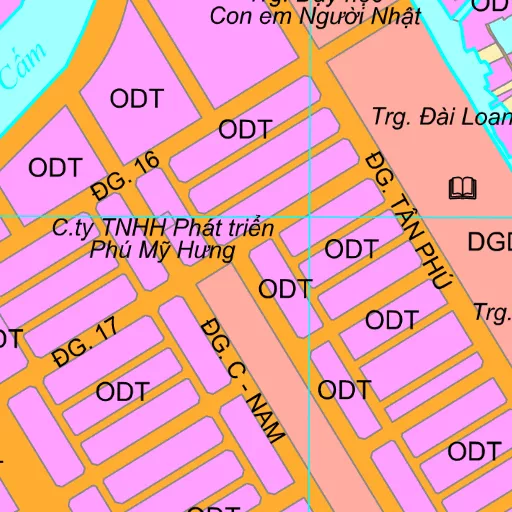 Con em Người Nhật
ODT
Cấm
ODT
Trg. Đài Loan
ODT
ODT
ĐG. 16
ĐG. TÂN PHÚ
C.ty TNHH Phát triển
Phú Mỹ Hưng
ODT
ODT
Trg.
ODT
ĐG. 17
ĐG. C - NAM
ODT
ODT
ODT